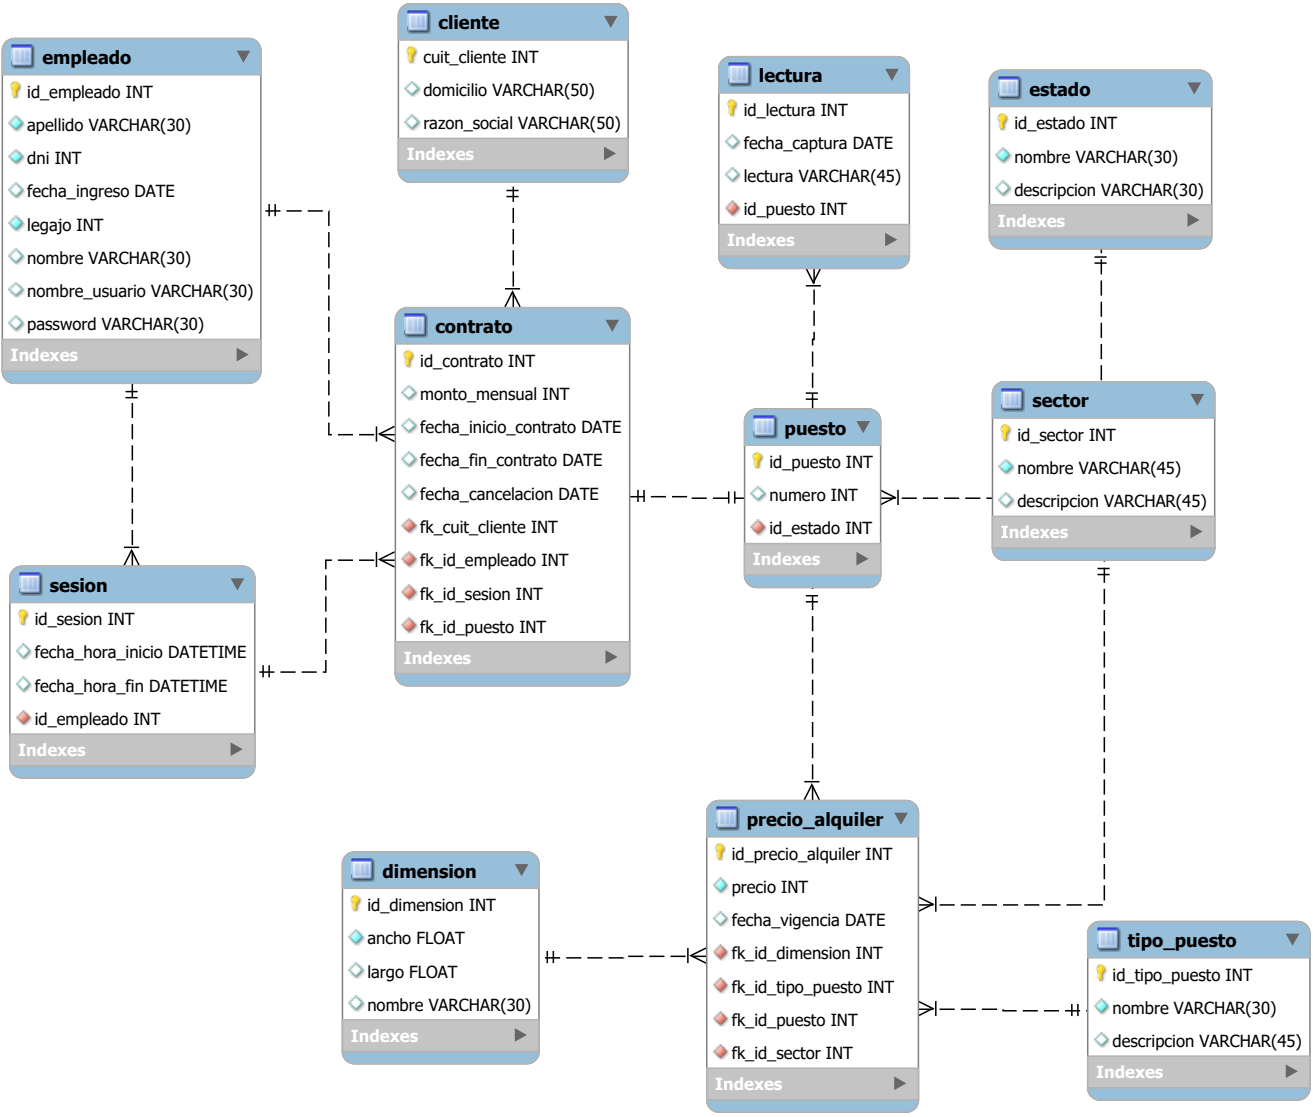 empleado
id_empleado INT
apellido VARCHAR(30)
dni INT
fecha_ingreso DATE
legajo INT
nombre VARCHAR(30)
nombre_usuario VARCHAR(30)
password VARCHAR(30)
Indexes
cliente
cuit_cliente INT
domicilio VARCHAR(50)
razon_social VARCHAR(50)
Indexes
lectura
id_lectura INT
fecha_captura DATE
lectura VARCHAR(45)
id_puesto INT
Indexes
estado
id_estado INT
nombre VARCHAR(30)
descripcion VARCHAR(30)
Indexes
contrato
id_contrato INT
monto_mensual INT
fecha_inicio_contrato DATE
fecha_fin_contrato DATE
fecha_cancelacion DATE
fk_cuit_cliente INT
fk_id_empleado INT
fk_id_sesion INT
fk_id_puesto INT
Indexes
puesto
id_puesto INT
numero INT
id_estado INT
Indexes
sector
id_sector INT
nombre VARCHAR(45)
descripcion VARCHAR(45)
Indexes
sesion
id_sesion INT
fecha_hora_inicio DATETIME
fecha_hora_fin DATETIME
id_empleado INT
Indexes
dimension
id_dimension INT
ancho FLOAT
largo FLOAT
nombre VARCHAR(30)
Indexes
precio_alquiler
id_precio_alquiler INT
precio INT
fecha_vigencia DATE
fk_id_dimension INT
fk_id_tipo_puesto INT
fk_id_puesto INT
fk_id_sector INT
Indexes
tipo_puesto
id_tipo_puesto INT
nombre VARCHAR(30)
descripcion VARCHAR(45)
Indexes